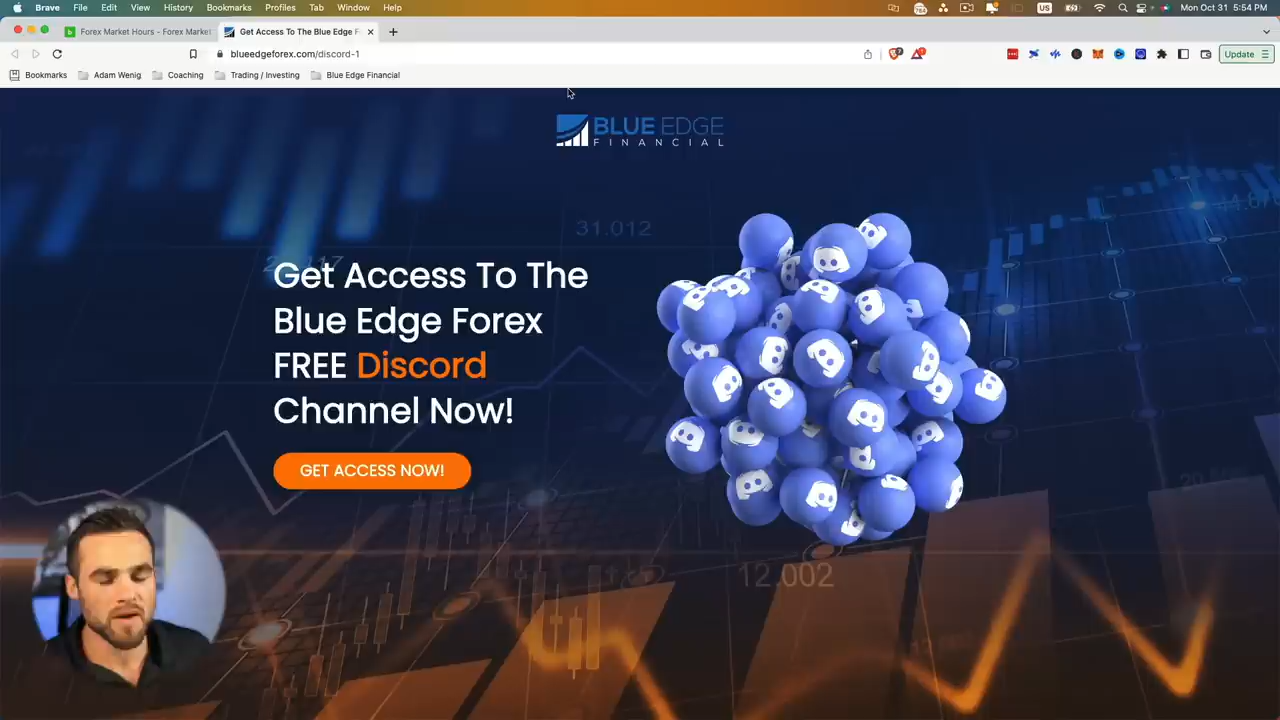 Brave File Edit View History Bookmarks Profiles Tab Window Help
US
Mon Oct 31 5:54 PM
Forex Market Hours - Forex Market
Get Access To The Blue Edge F
blueedgeforex.com/discord-1
Update
Bookmarks
Adam Wenig
Coaching
Trading / Investing
Blue Edge Financial
BLUE EDGE
FINANCIAL
31.012
Get Access To The
Blue Edge Forex
FREE Discord
Channel Now!
GET ACCESS NOW!
12.002